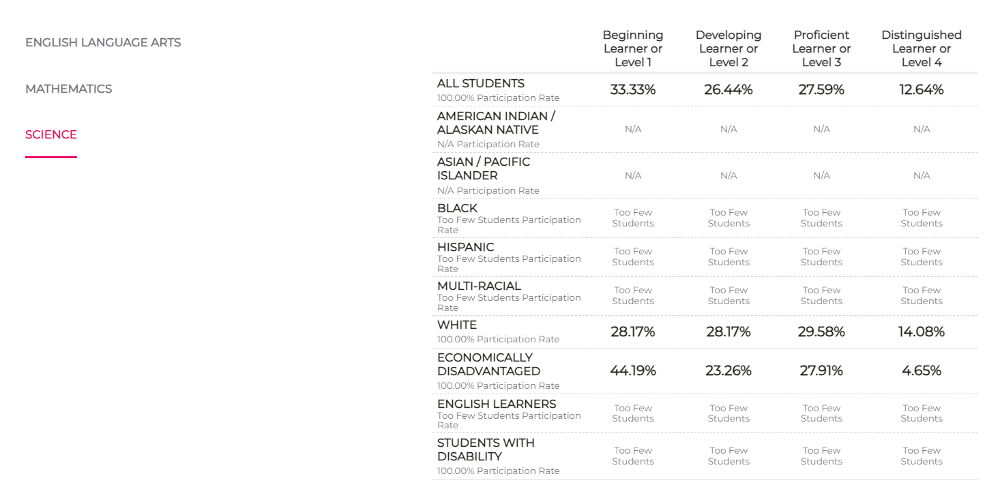 ENGLISH LANGUAGE ARTS
MATHEMATICS
SCIENCE
Beginning Learner or Level 1 Developing Learner or Level 2 Proficient Learner or Level 3 Distinguished Learner or Level 4
ALL STUDENTS
100.00% Participation Rate
33.33% 26.44% 27.59% 12.64%
AMERICAN INDIAN /
ALASKAN NATIVE
N/A Participation Rate
N/A N/A N/A N/A
ASIAN / PACIFIC
ISLANDER
N/A Participation Rate
N/A N/A N/A N/A
BLACK
Too Few Students Participation
Rate
Too Few Students Too Few Students Too Few Students Too Few Students
HISPANIC
Too Few Students Participation
Rate
Too Few Students Too Few Students Too Few Students Too Few Students
MULTI-RACIAL
Too Few Students Participation
Rate
Too Few Students Too Few Students Too Few Students Too Few Students
WHITE
100.00% Participation Rate
28.17% 28.17% 29.58% 14.08%
ECONOMICALLY
DISADVANTAGED
100.00% Participation Rate
44.19% 23.26% 27.91% 4.65%
ENGLISH LEARNERS
Too Few Students Participation
Rate
Too Few Students Too Few Students Too Few Students Too Few Students
STUDENTS WITH
DISABILITY
100.00% Participation Rate
Too Few Students Too Few Students Too Few Students Too Few Students